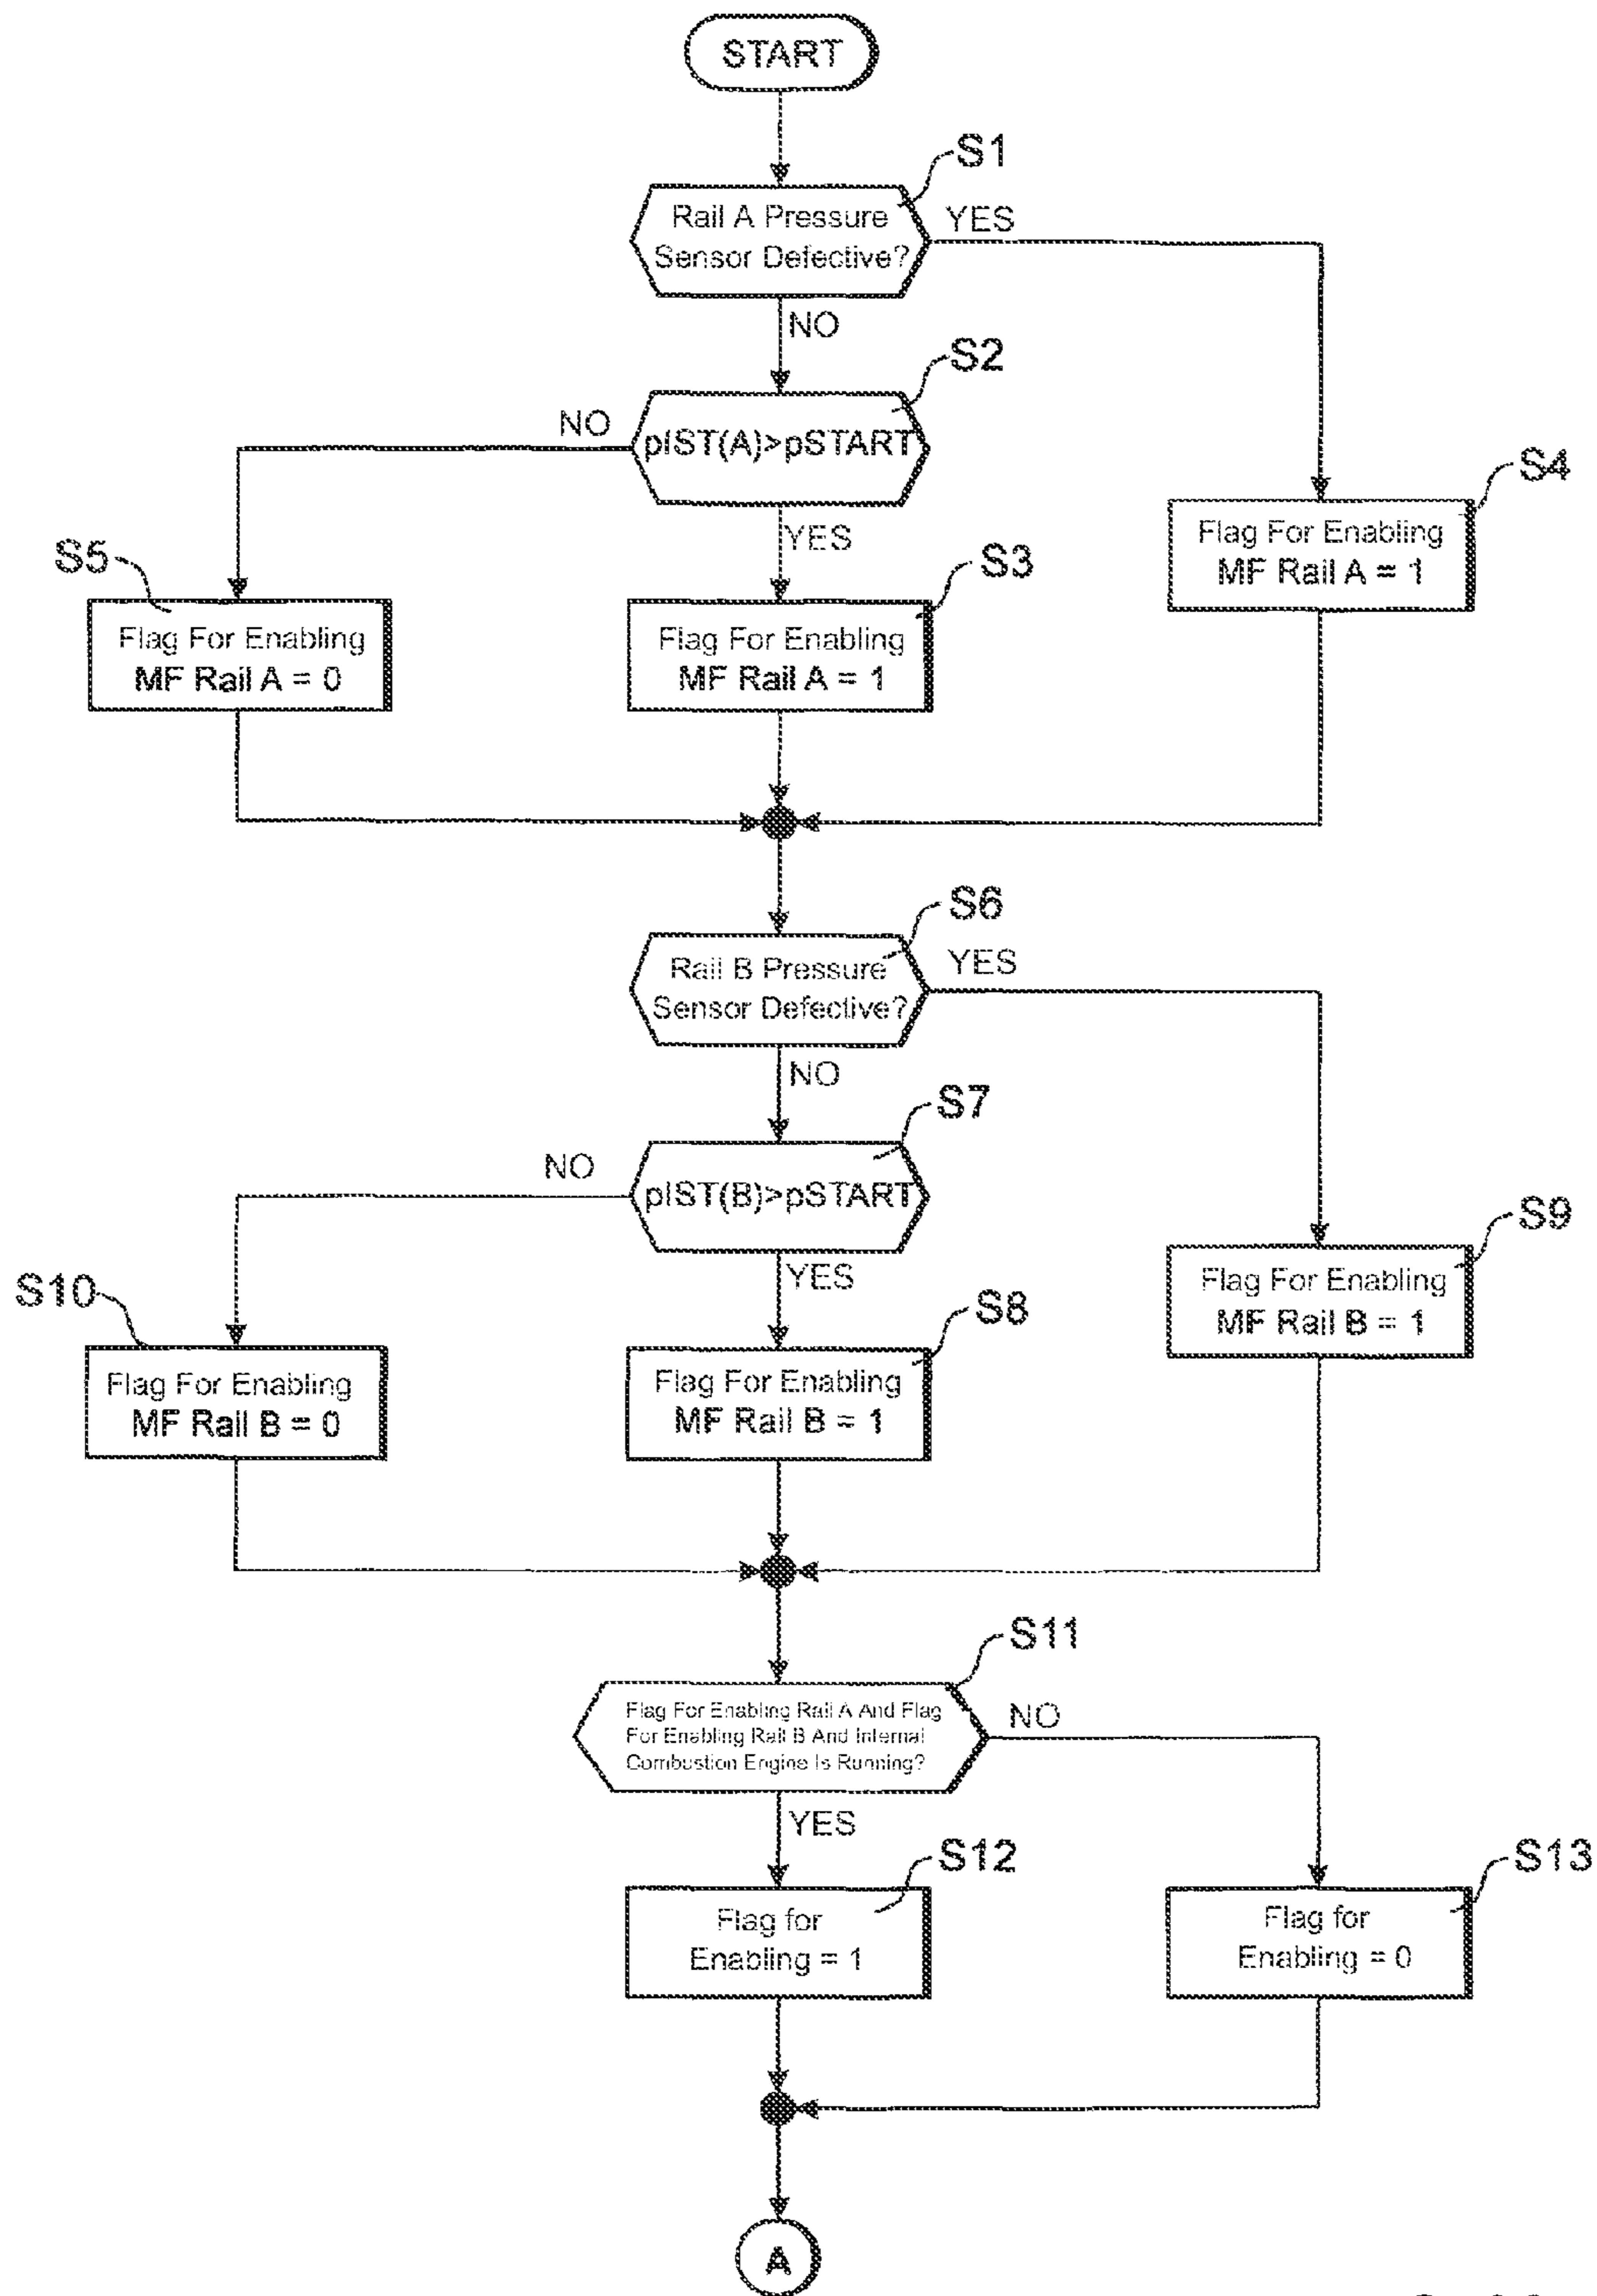 START
S1
Rail A Pressure
Sensor Defective?
YES
NO
S2
NO
pIST(A)>pSTART
YES
S4
Flag For Enabling
MF Rail A = 1
S5
Flag For Enabling
MF Rail A = 0
S3
Flag For Enabling
MF Rail A = 1
S6
Rail B Pressure
Sensor Defective?
YES
NO
S7
NO
pIST(B)>pSTART
YES
S9
Flag For Enabling
MF Rail B = 1
S10
Flag For Enabling
MF Rail B = 0
S8
Flag For Enabling
MF Rail B = 1
S11
Flag For Enabling Rail A And Flag
For Enabling Rail B And Internal
Combustion Engine Is Running?
NO
YES
S12
Flag for
Enabling = 1
S13
Flag for
Enabling = 0
A